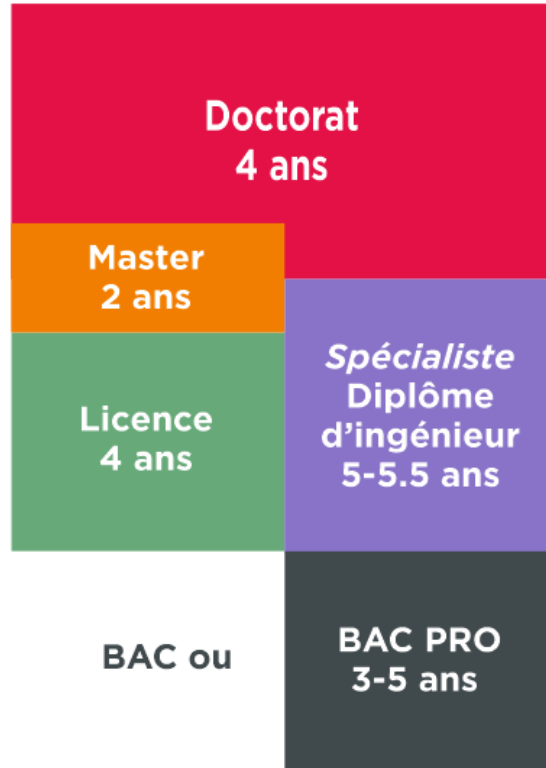 Doctorat
4 ans
Master
2 ans
Spécialiste
Diplôme
d'ingénieur
5-5.5 ans
Licence
4 ans
BAC ou
BAC PRO
3-5 ans